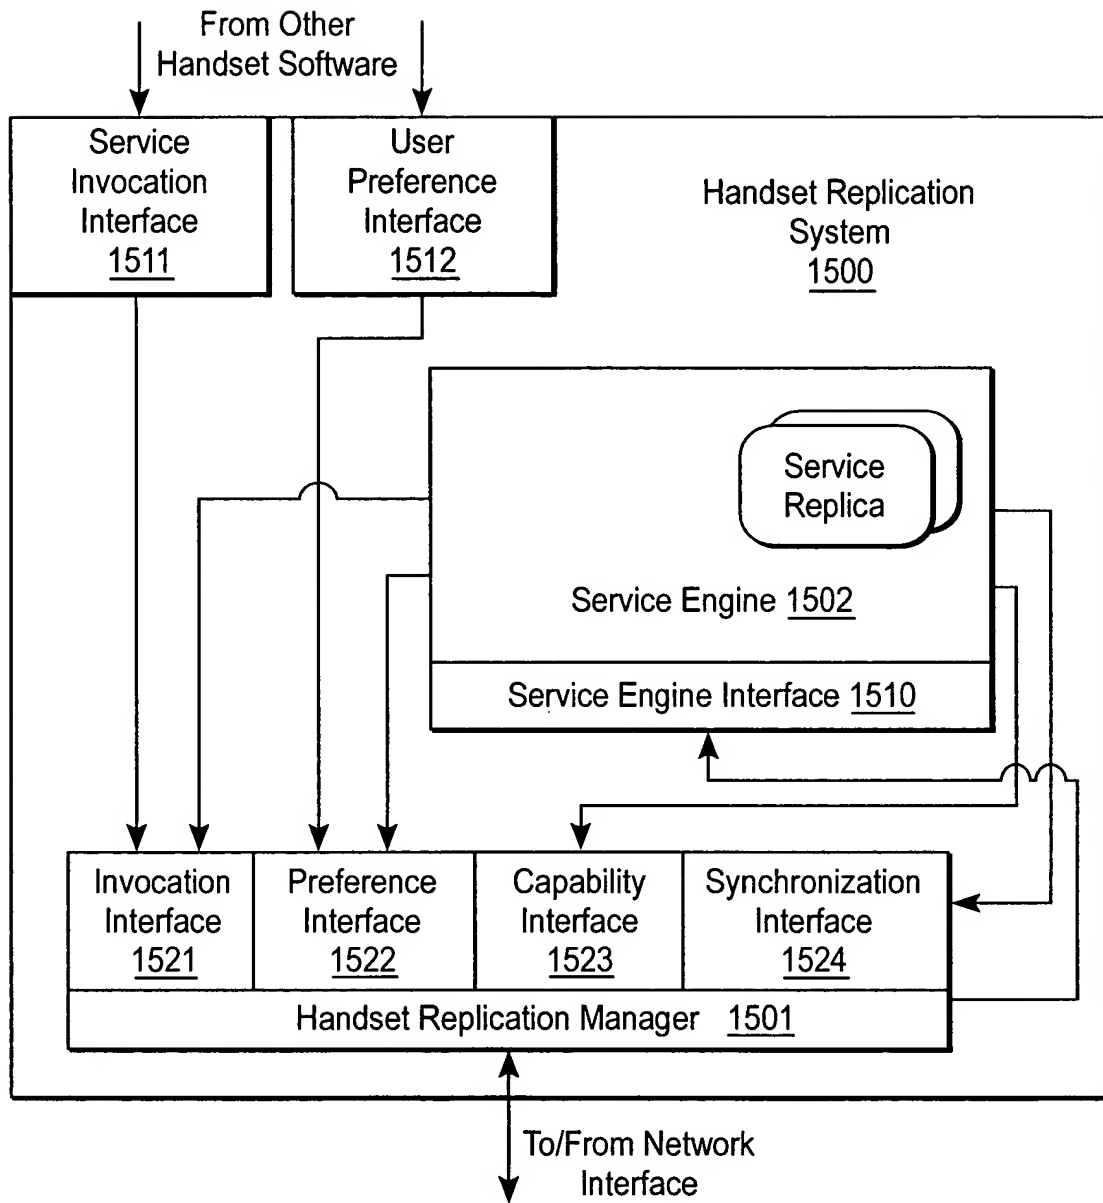 From Other
Handset Software
Service
Invocation
Interface
1511
User
Preference
Interface
1512
Handset Replication
System
1500
Service
Replica
Service Engine 1502
Service Engine Interface 1510
Invocation
Interface
1521
Preference
Interface
1522
Capability
Interface
1523
Synchronization
Interface
1524
Handset Replication Manager 1501
To/From Network
Interface